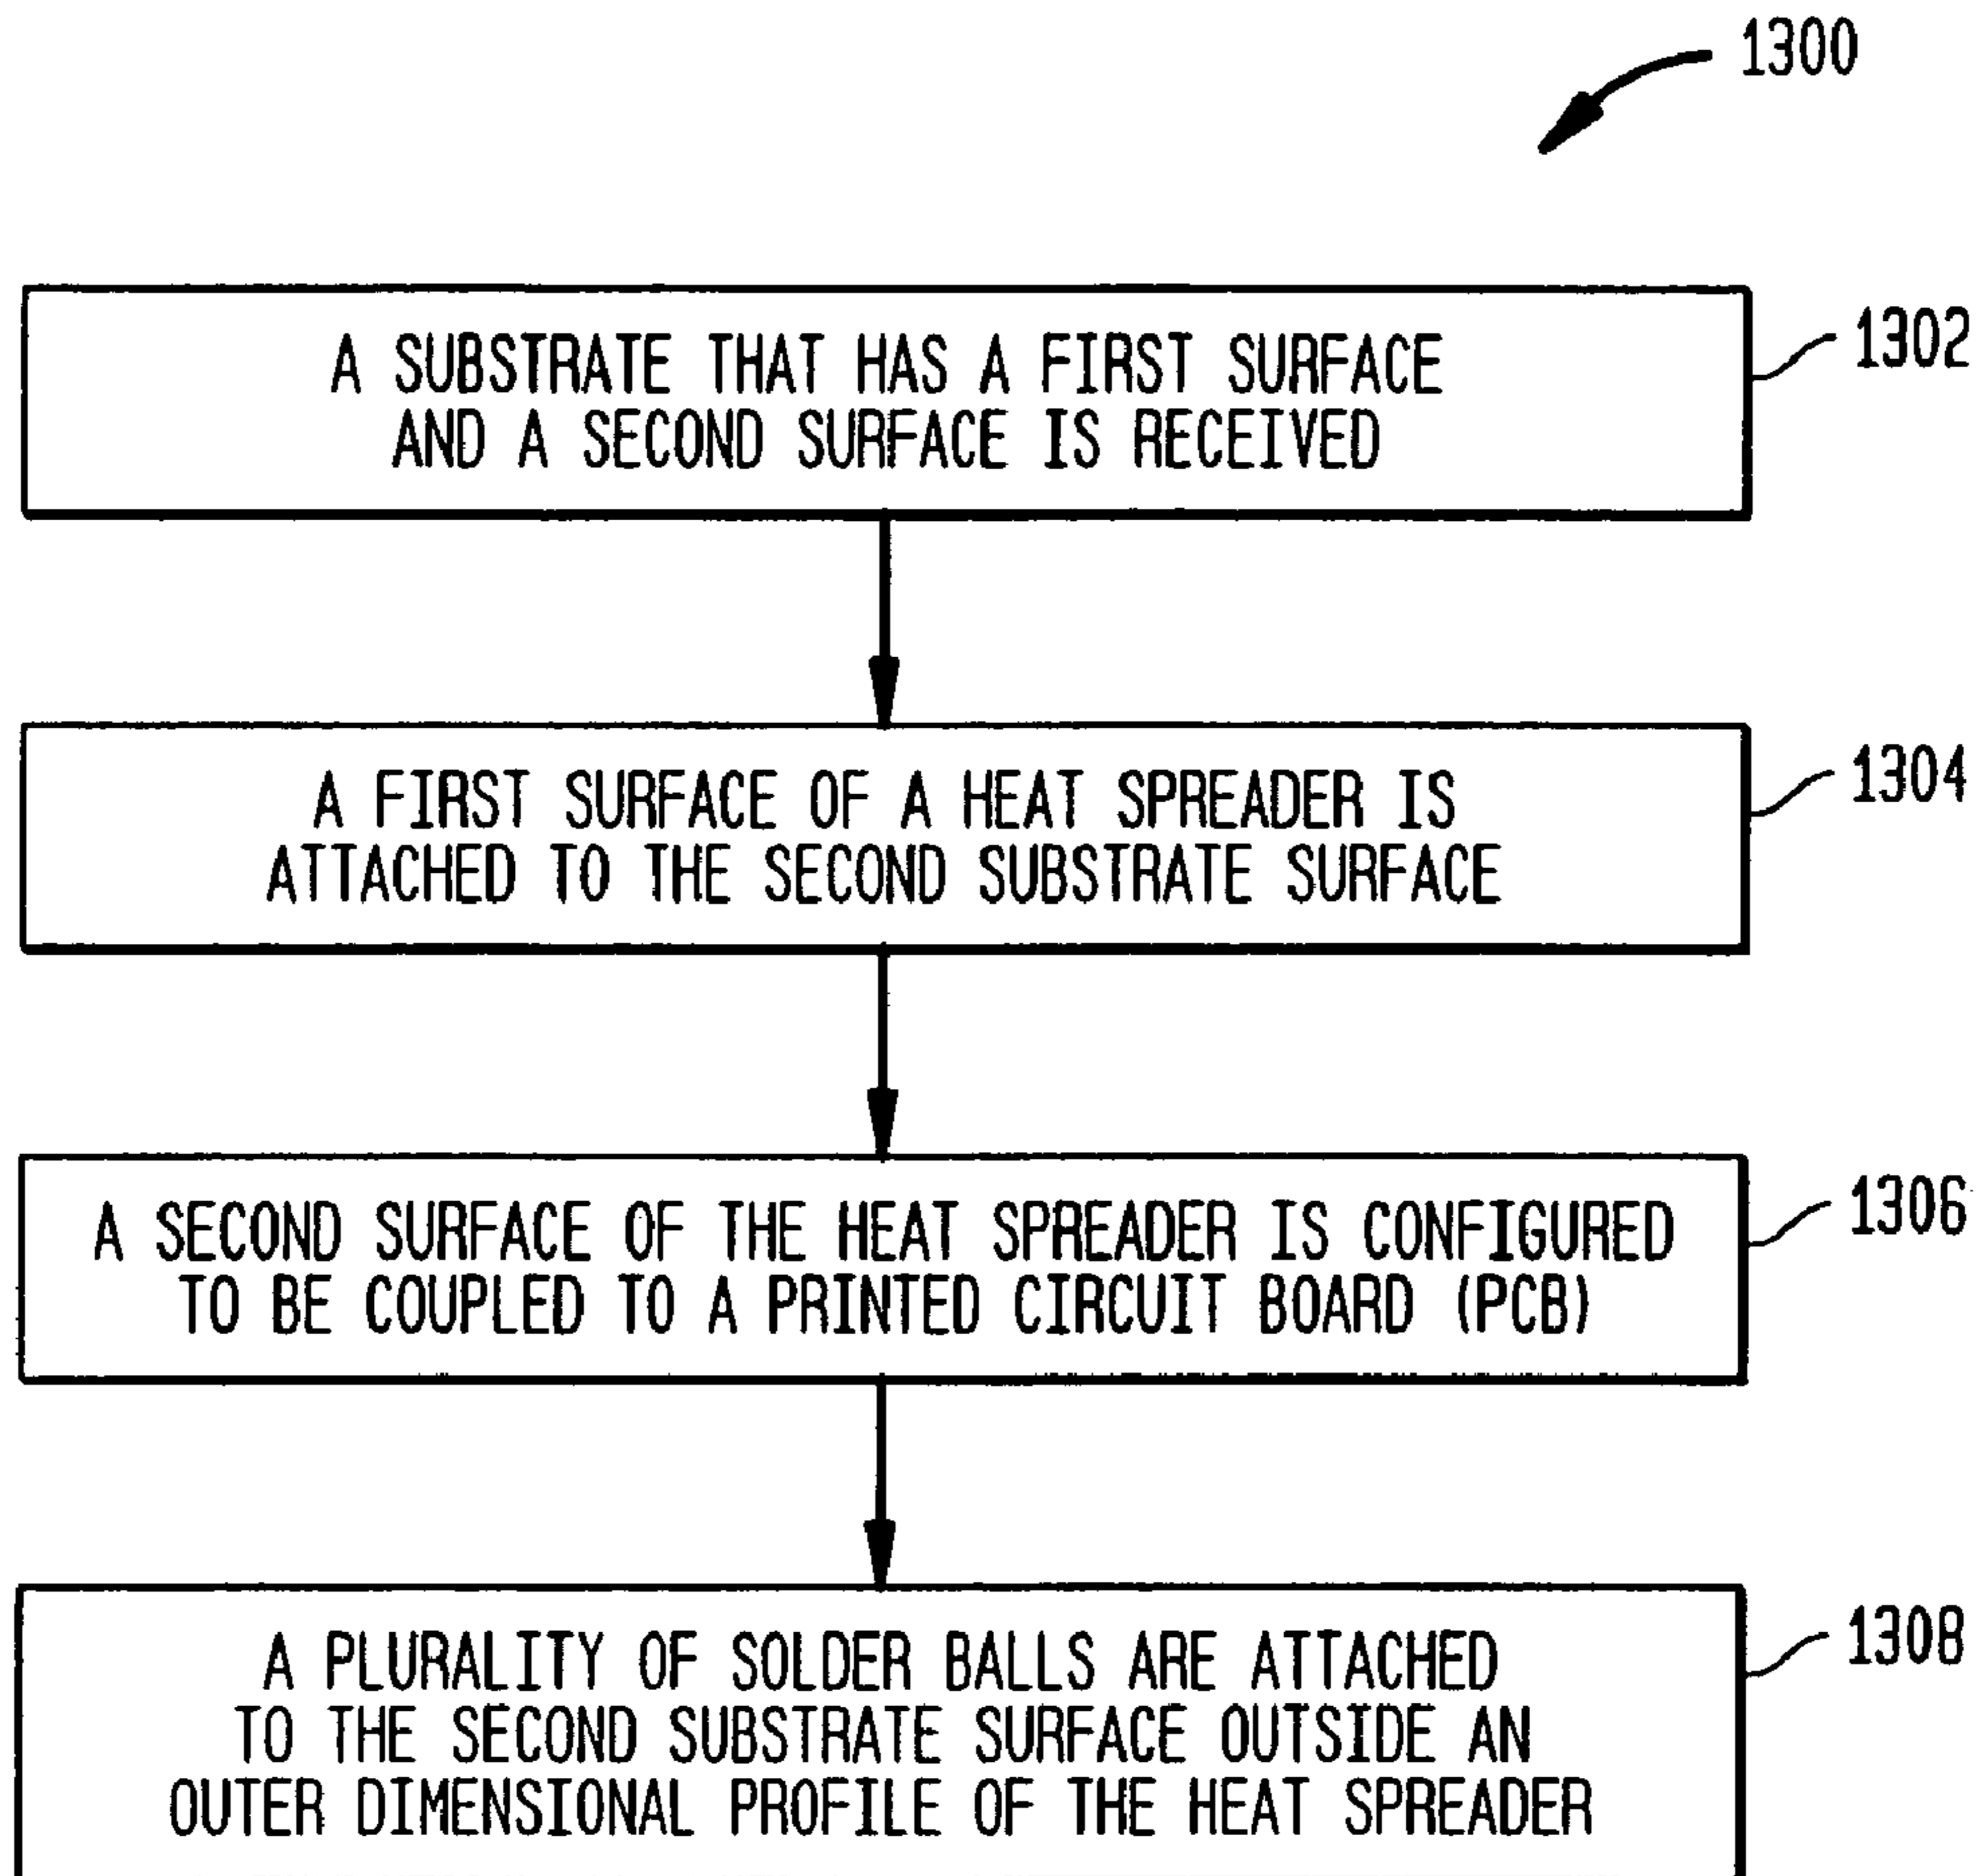 1300
A SUBSTRATE THAT HAS A FIRST SURFACE
AND A SECOND SURFACE IS RECEIVED
1302
A FIRST SURFACE OF A HEAT SPREADER IS
ATTACHED TO THE SECOND SUBSTRATE SURFACE
1304
A SECOND SURFACE OF THE HEAT SPREADER IS CONFIGURED
TO BE COUPLED TO A PRINTED CIRCUIT BOARD (PCB)
1306
A PLURALITY OF SOLDER BALLS ARE ATTACHED
TO THE SECOND SUBSTRATE SURFACE OUTSIDE AN
OUTER DIMENSIONAL PROFILE OF THE HEAT SPREADER
1308